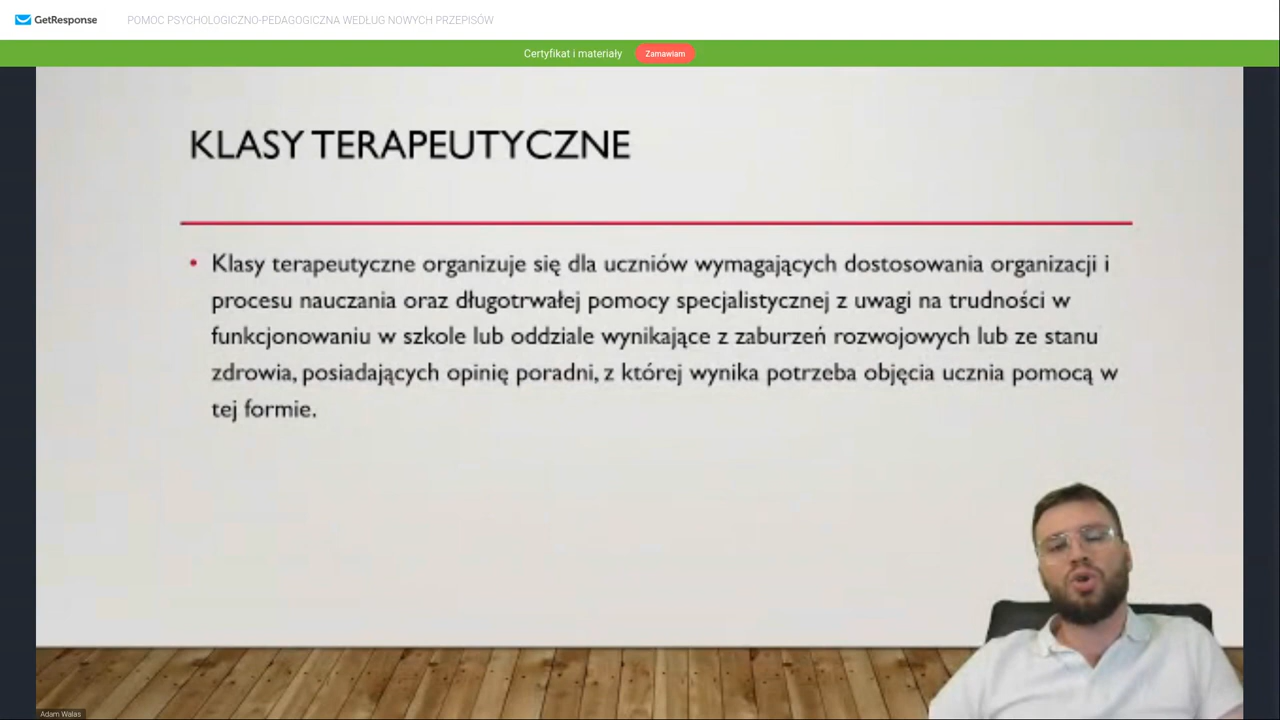 GetResponse
POMOC PSYCHOLOGICZNO-PEDAGOGICZNA WEDŁUG NOWYCH PRZEPISÓW
Certyfikat i materiały
Zamawiam
KLASY TERAPEUTYCZNE
• Klasy terapeutyczne organizuje się dla uczniów wymagających dostosowania organizacji i
procesu nauczania oraz długotrwałej pomocy specjalistycznej z uwagi na trudności w
funkcjonowaniu w szkole lub oddziale wynikające z zaburzeń rozwojowych lub ze stanu
zdrowia, posiadających opinię poradni, z której wynika potrzeba objęcia ucznia pomocą w
tej formie.
Adam Walas